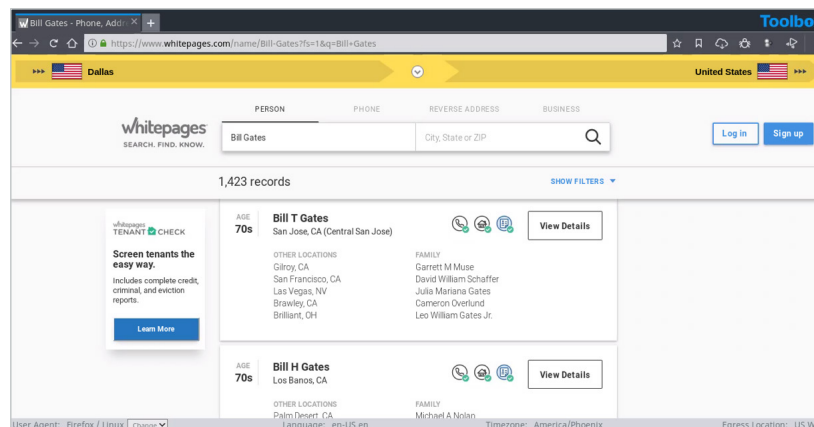 Bill Gates - Phone, Addr
Toolbo
https://www.whitepages.com/name/Bill-Gates?fs=1&q=Bill+Gates
Dallas
United States
PERSON PHONE REVERSE ADDRESS BUSINESS
whitepages
SEARCH. FIND. KNOW.
Bill Gates City, State or ZIP
Log in Sign up
1,423 records SHOW FILTERS
whitepages
TENANT CHECK
Screen tenants the
easy way.
Includes complete credit,
criminal, and eviction
reports.
Learn More
AGE
70s
Bill T Gates
San Jose, CA (Central San Jose)
View Details
OTHER LOCATIONS
Gilroy, CA
San Francisco, CA
Las Vegas, NV
Brawley, CA
Brilliant, OH
FAMILY
Garrett M Muse
David William Schaffer
Julia Mariana Gates
Cameron Overlund
Leo William Gates Jr.
AGE
70s
Bill H Gates
Los Banos, CA
View Details
OTHER LOCATIONS
Palm Desert, CA
FAMILY
Michael A Nolan
User Agent: Firefox / Linux Change Language: en-US,en Timezone: America/Phoenix Egress Location: US W